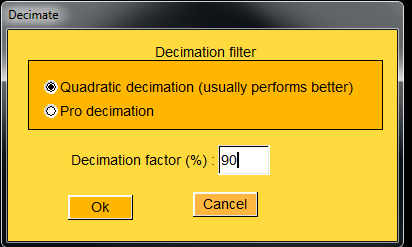 Decimate
Decimation filter
Quadratic decimation (usually performs better)
Pro decimation
Decimation factor (%) : 90
Ok Cancel